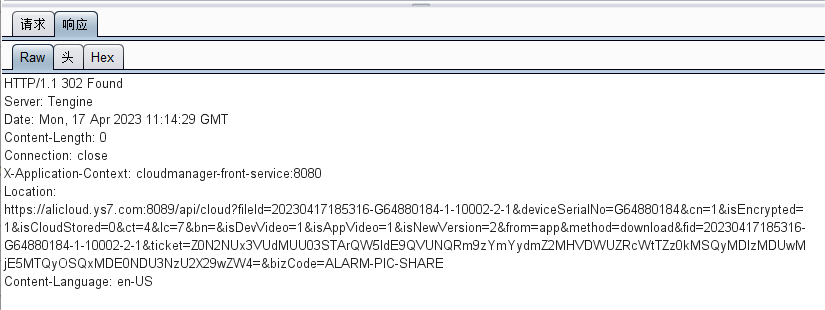 请求 响应
Raw 头 Hex
HTTP/1.1 302 Found
Server: Tengine
Date: Mon, 17 Apr 2023 11:14:29 GMT
Content-Length: 0
Connection: close
X-Application-Context: cloudmanager-front-service:8080
Location:
https://alicloud.ys7.com:8089/api/cloud?fileId=20230417185316-G64880184-1-10002-2-1&deviceSerialNo=G64880184&cn=1&isEncrypted=
1&isCloudStored=0&ct=4&lc=7&bn=&isDevVideo=1&isAppVideo=1&isNewVersion=2&from=app&method=download&fid=20230417185316-
G64880184-1-10002-2-1&ticket=Z0N2NUx3VUdMUU03STArQW5IdE9QVUNQRm9zYmYydmZ2MHVDWUZRcWtTZz0kMSQyMDIzMDUwM
jE5MTQyOSQxMDE0NDU3NzU2X29wZW4=&bizCode=ALARM-PIC-SHARE
Content-Language: en-US